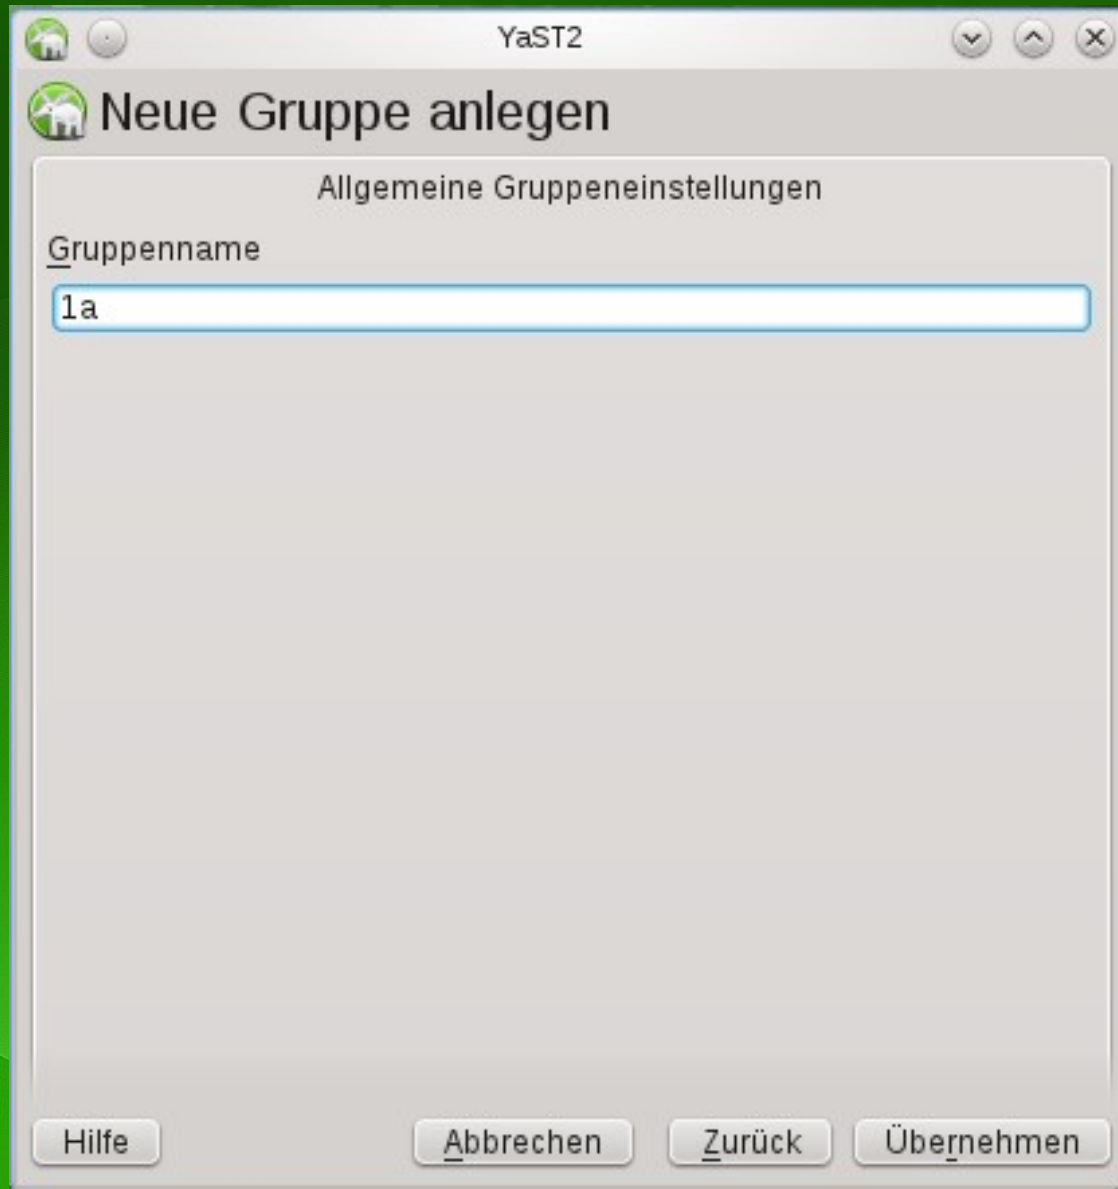 YaST2
Neue Gruppe anlegen
Allgemeine Gruppeneinstellungen
Gruppenname
1a
Hilfe
Abbrechen
Zurück
Übernehmen